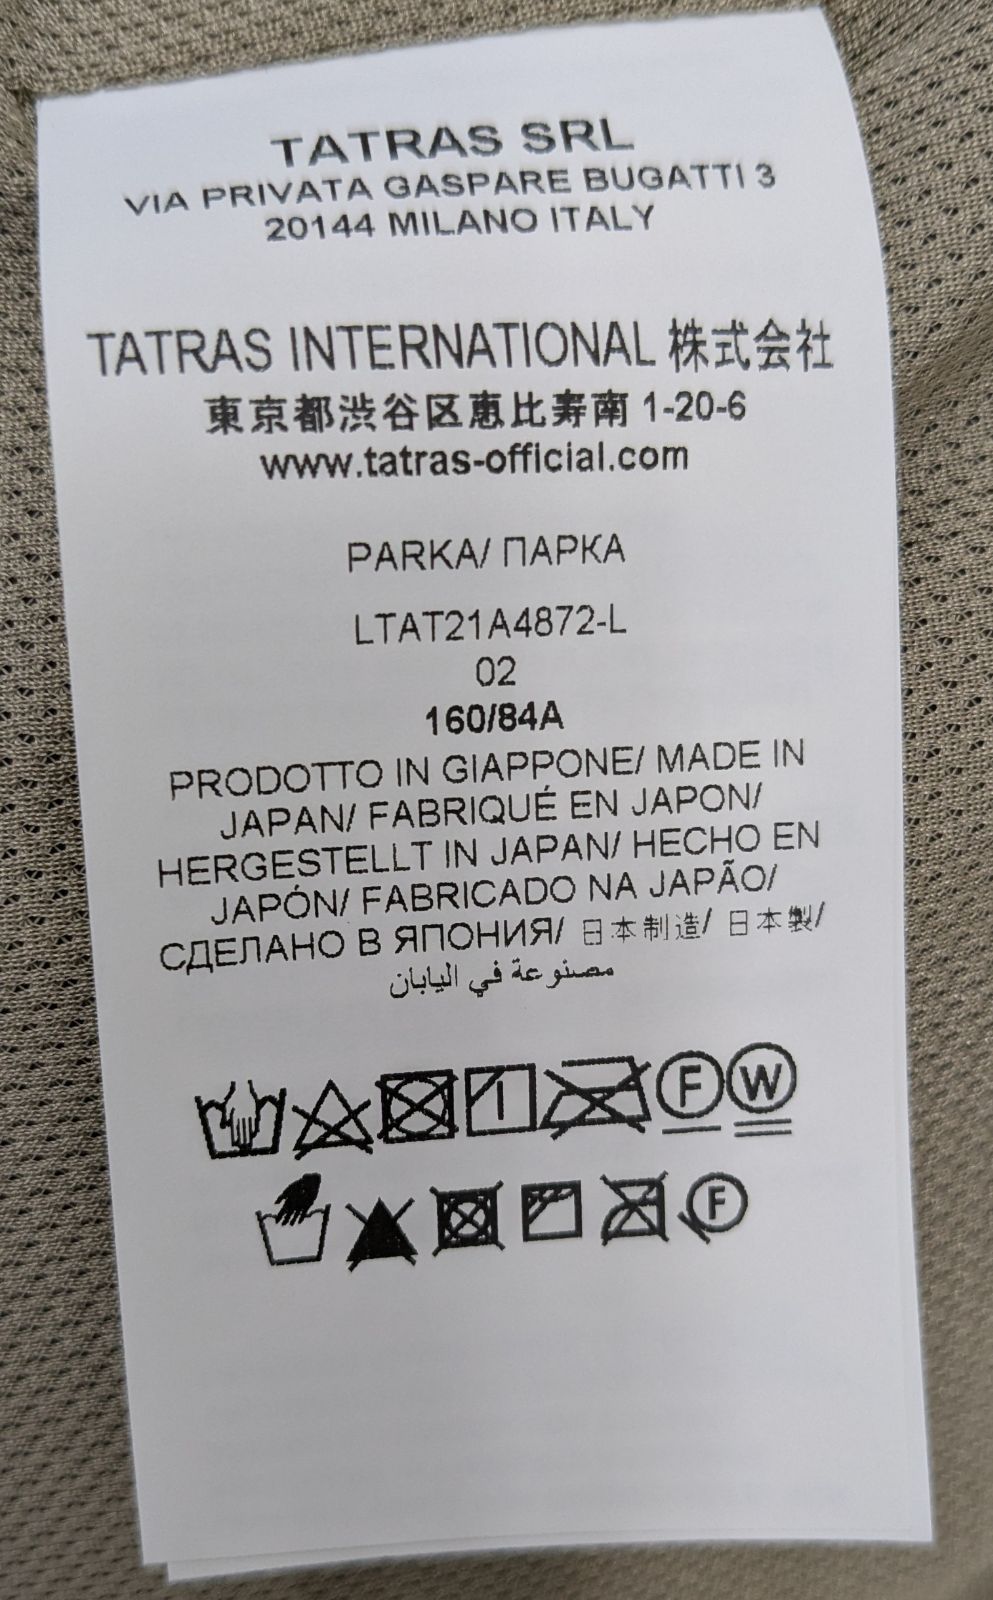 TATRAS SRL
VIA PRIVATA GASPARE BUGATTI 3
20144 MILANO ITALY
TATRAS INTERNATIONAL 株式会社
東京都渋谷区恵比寿南 1-20-6
www.tatras-official.com
PARKA/ ПАРКА
LTAT21A4872-L
02
160/84A
PRODOTTO IN GIAPPONE/ MADE IN
JAPAN/ FABRIQUÉ EN JAPON/
HERGESTELLT IN JAPAN/ HECHO EN
JAPÓN/ FABRICADO NA JAPÃO/
СДЕЛАНО В ЯПОНИЯ/ 日本制造/ 日本製/
مصنوعة في اليابان
F W
F